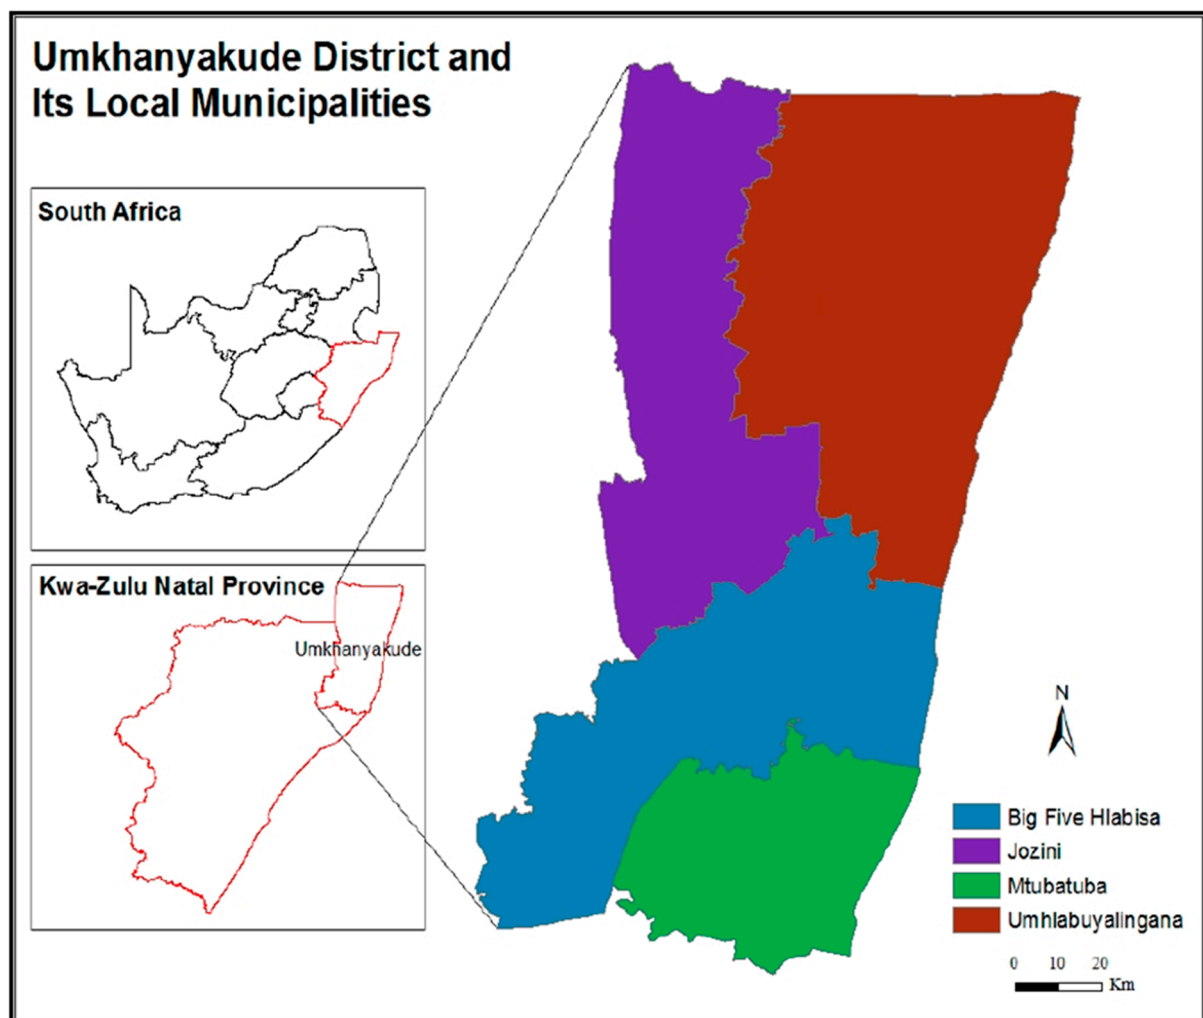 Umkhanyakude District and
Its Local Municipalities
South Africa
Kwa-Zulu Natal Province
Umkhanyakude
N
Big Five Hlabisa
Jozini
Mtubatuba
Umhlabuyalingana
0 10 20
Km